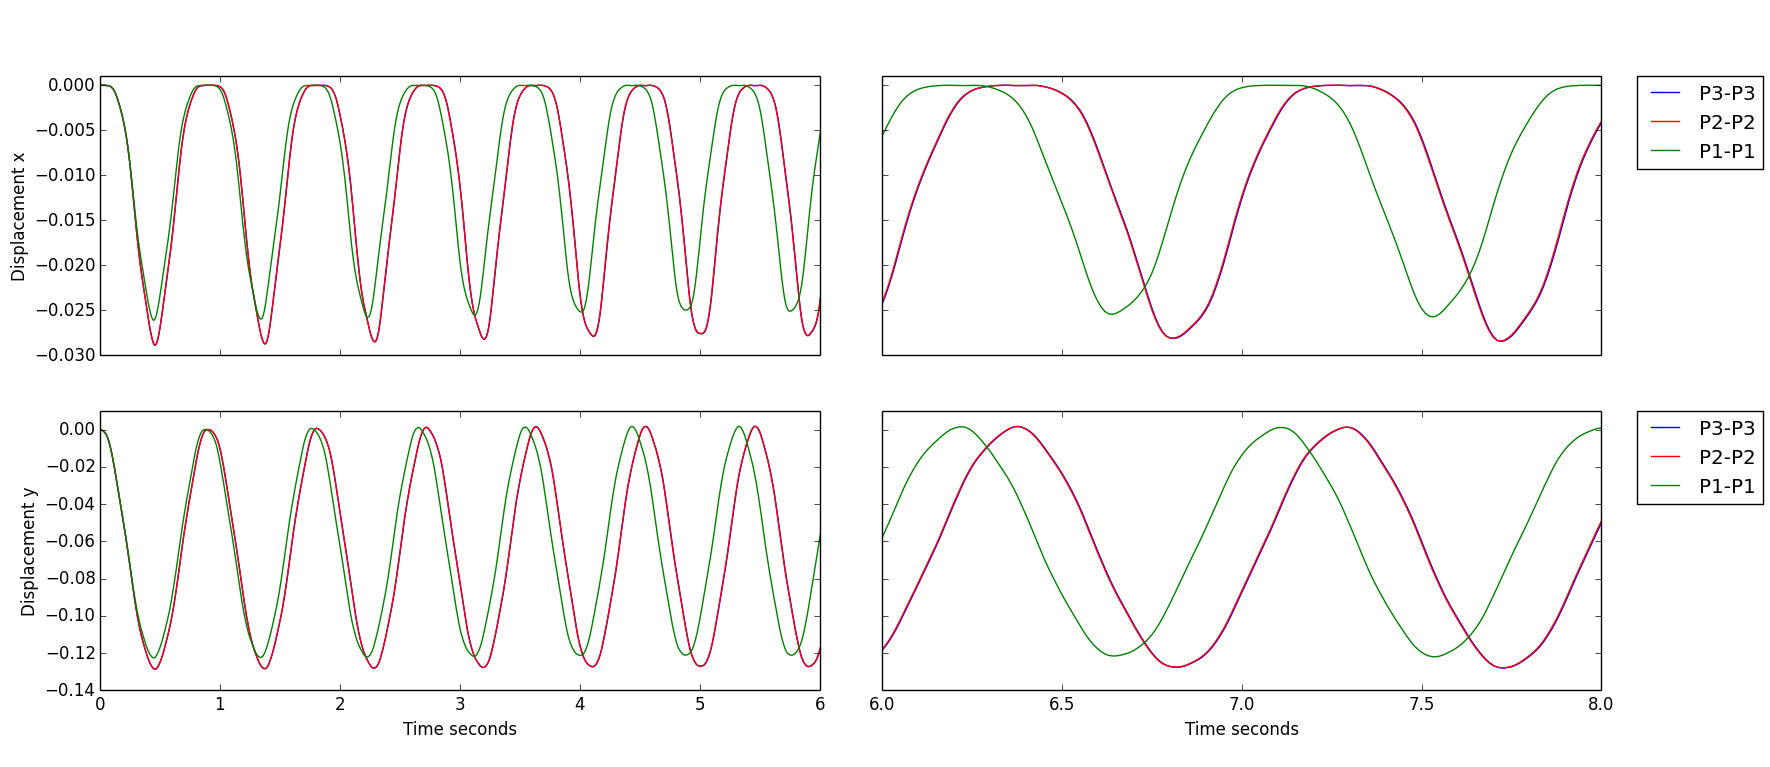 Displacement x
0.000
−0.005
−0.010
−0.015
−0.020
−0.025
−0.030
P3-P3
P2-P2
P1-P1
Displacement y
0.00
−0.02
−0.04
−0.06
−0.08
−0.10
−0.12
−0.14
0 1 2 3 4 5 6
Time seconds
6.0 6.5 7.0 7.5 8.0
Time seconds
P3-P3
P2-P2
P1-P1